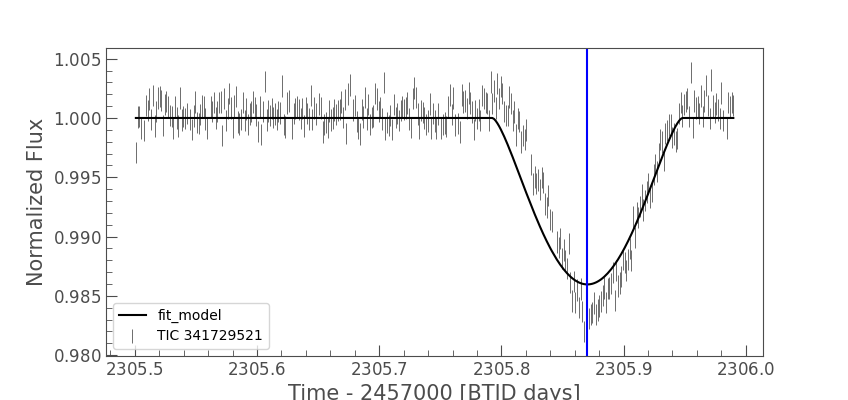 1.005
1.000
0.995
0.990
0.985
0.980
Normalized Flux
fit_model
TIC 341729521
2305.5 2305.6 2305.7 2305.8 2305.9 2306.0
Time - 2457000 [BTJD days]